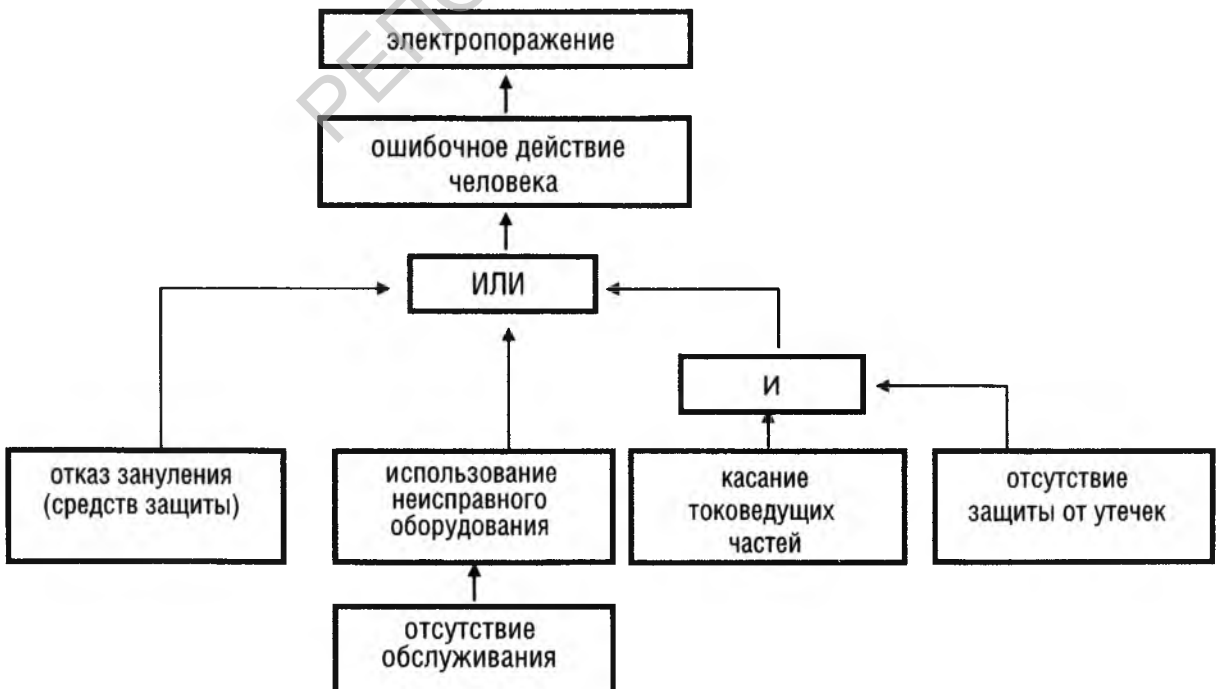 электропоражение
ошибочное действие
человека
ИЛИ
И
отказ зануления
(средств защиты)
использование
неисправного
оборудования
касание
токоведущих
частей
отсутствие
защиты от утечек
отсутствие
обслуживания